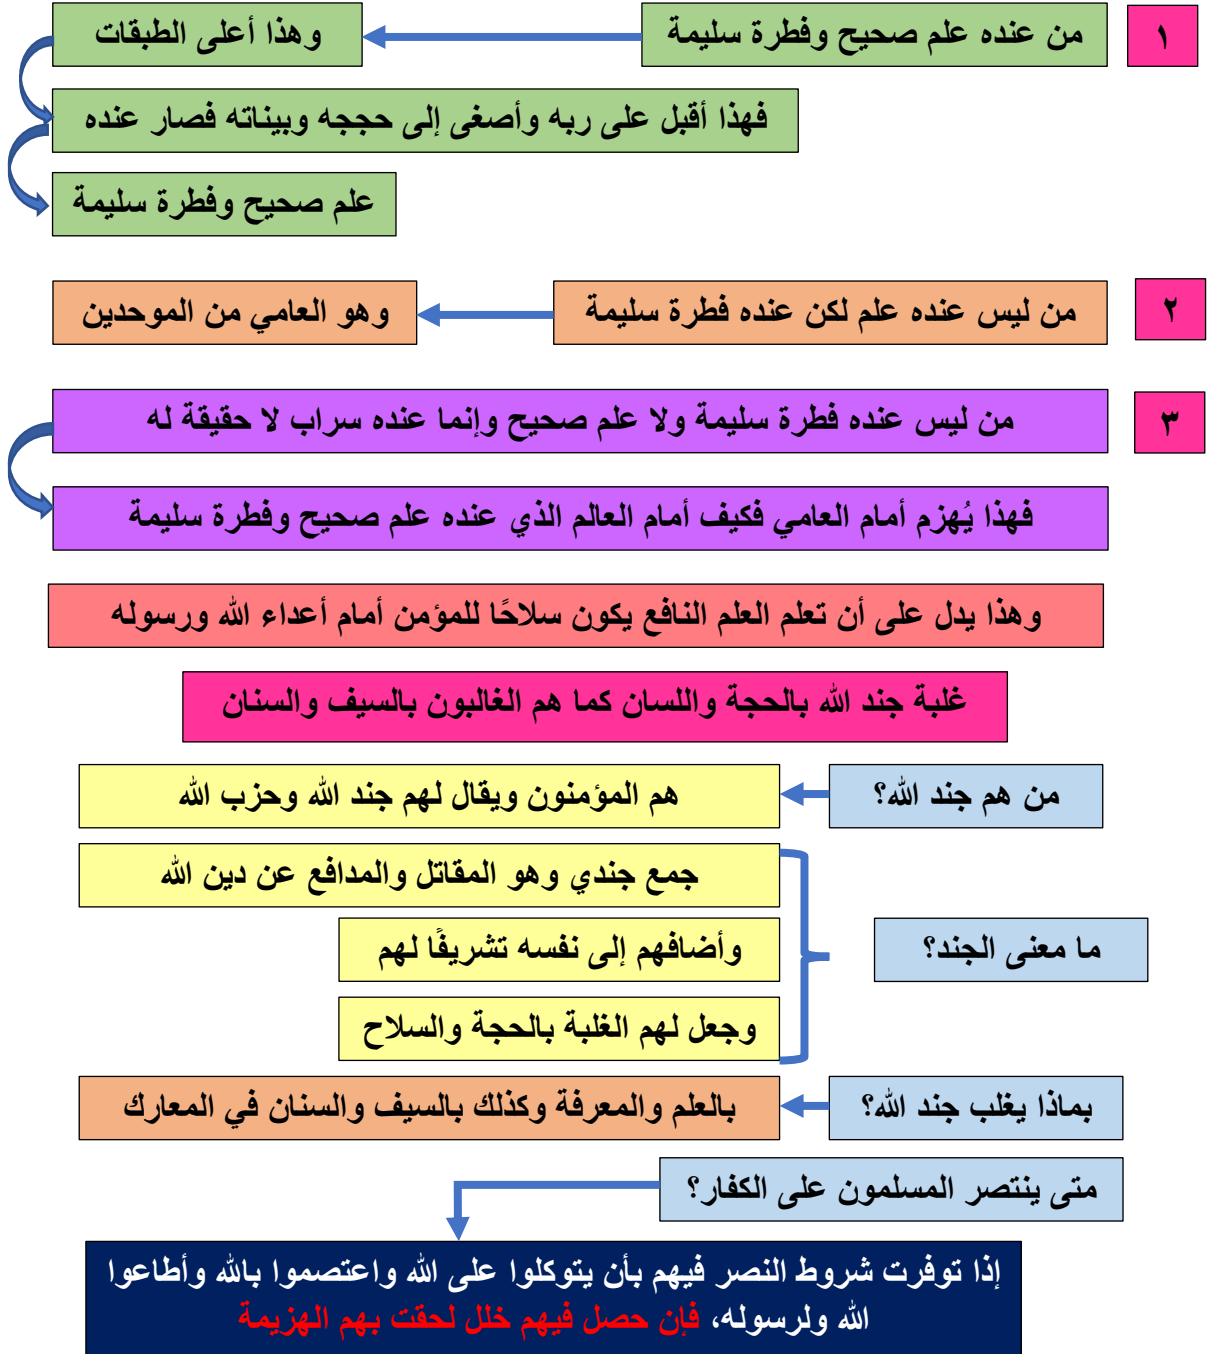 ١
من عنده علم صحيح وفطرة سليمة
وهذا أعلى الطبقات
فهذا أقبل على ربه وأصغى إلى حججه وبيناته فصار عنده
علم صحيح وفطرة سليمة
٢
من ليس عنده علم لكن عنده فطرة سليمة
وهو العامي من الموحدين
٣
من ليس عنده فطرة سليمة ولا علم صحيح وإنما عنده سراب لا حقيقة له
فهذا يُهزم أمام العامي فكيف أمام العالم الذي عنده علم صحيح وفطرة سليمة
وهذا يدل على أن تعلم العلم النافع يكون سلاحًا للمؤمن أمام أعداء الله ورسوله
غلبة جند الله بالحجة واللسان كما هم الغالبون بالسيف والسنان
من هم جند الله؟
هم المؤمنون ويقال لهم جند الله وحزب الله
ما معنى الجند؟
جمع جندي وهو المقاتل والمدافع عن دين الله
وأضافهم إلى نفسه تشريفًا لهم
وجعل لهم الغلبة بالحجة والسلاح
بماذا يغلب جند الله؟
بالعلم والمعرفة وكذلك بالسيف والسنان في المعارك
متى ينتصر المسلمون على الكفار؟
إذا توفرت شروط النصر فيهم بأن يتوكلوا على الله واعتصموا بالله وأطاعوا
الله ولرسوله، فإن حصل فيهم خلل لحقت بهم الهزيمة